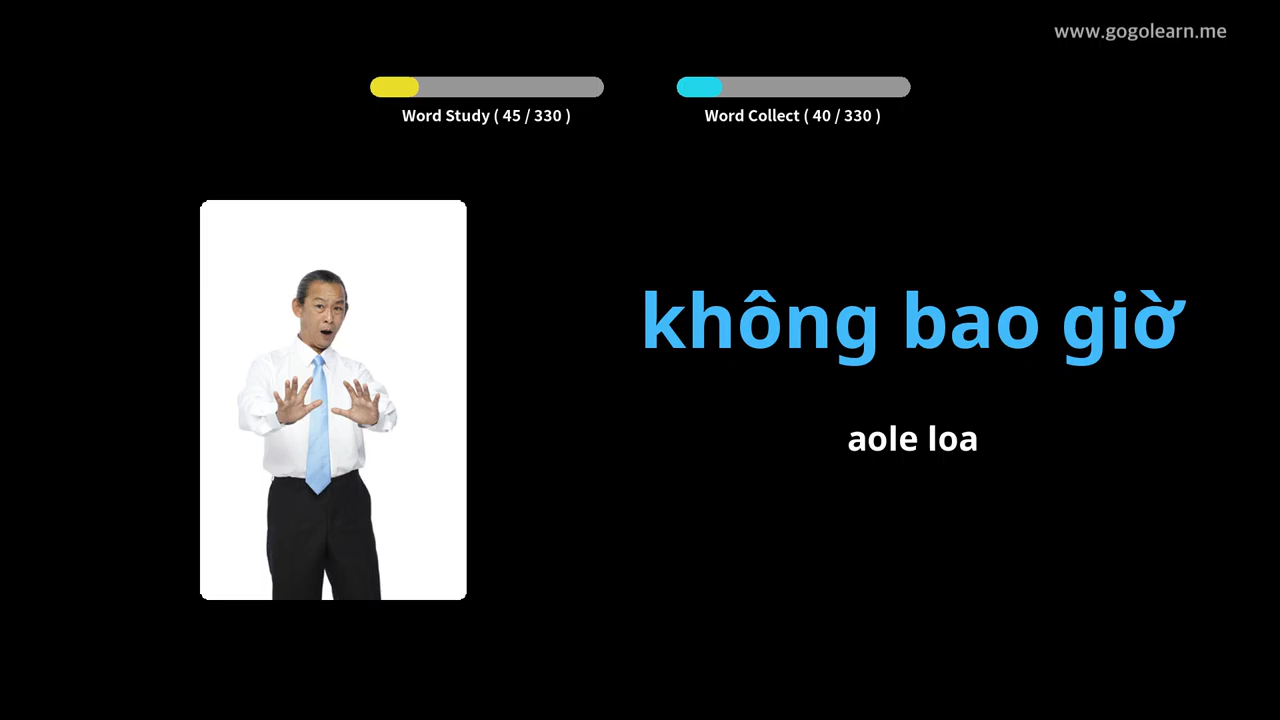 www.gogolearn.me
Word Study ( 45 / 330 )
Word Collect ( 40 / 330 )
không bao giờ
aole loa